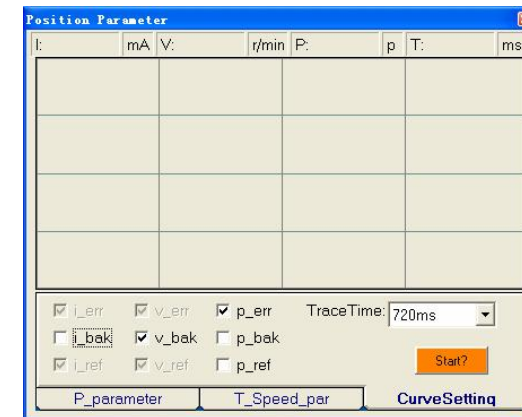 Position Parameter
I: mA V: r/min P: p T: ms
i_err v_err p_err TraceTime: 720ms
i_bak v_bak p_bak
i_ref v_ref p_ref Start?
P_parameter T_Speed_par CurveSetting